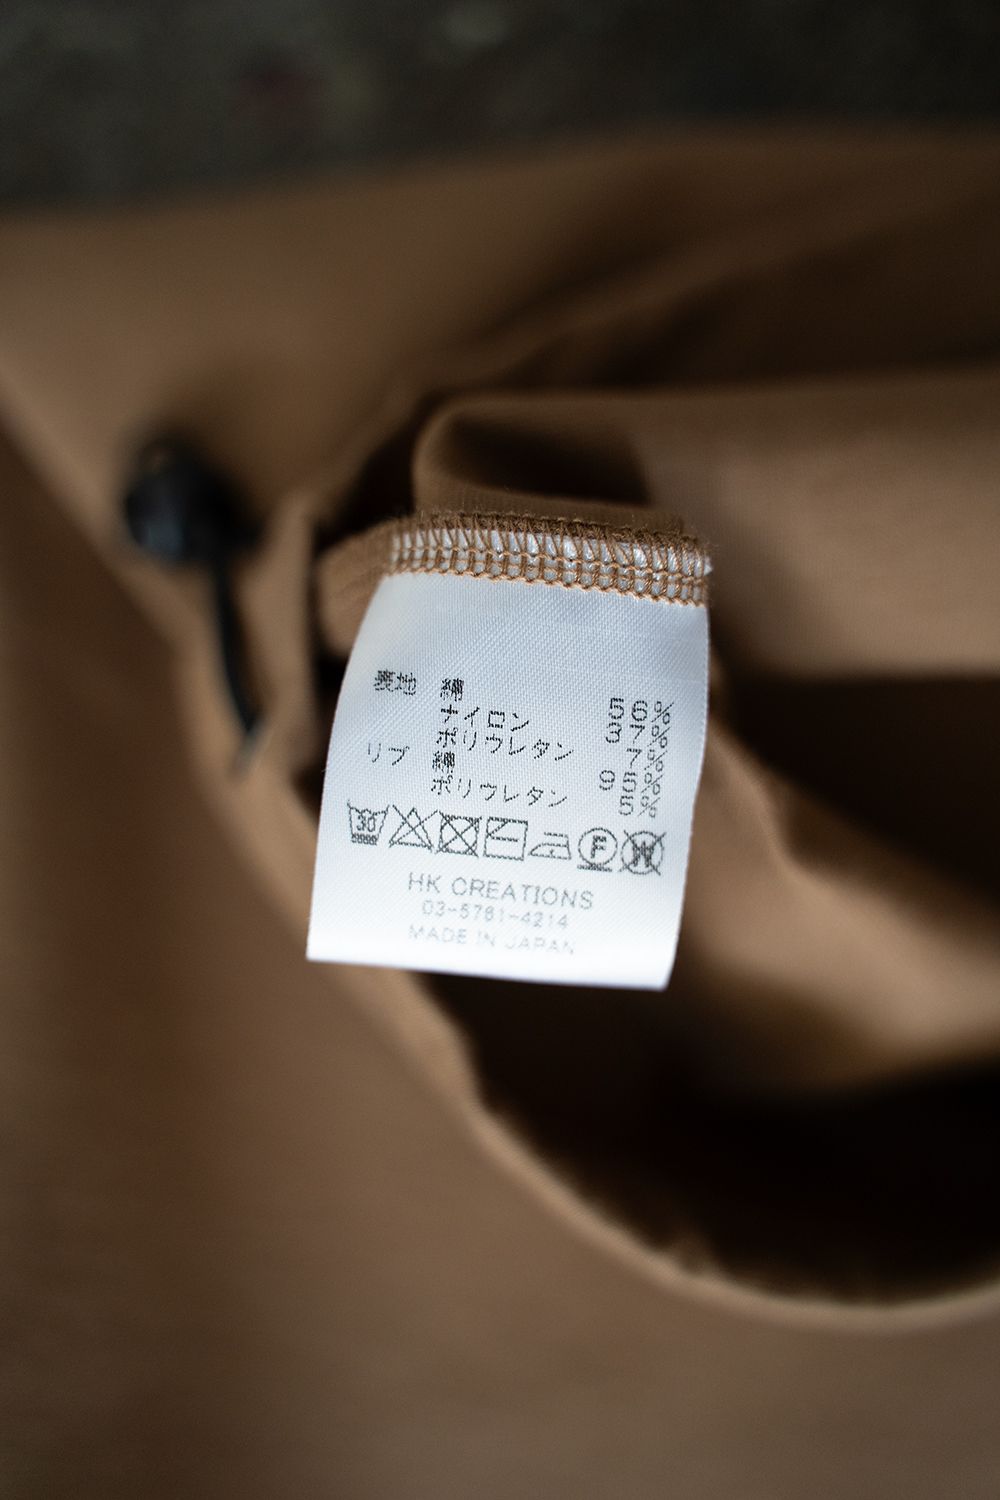 表地 綿 56%
ナイロン 37%
ポリウレタン 7%
リブ 綿 95%
ポリウレタン 5%
30 F W
HK CREATIONS
03-5761-4214
MADE IN JAPAN